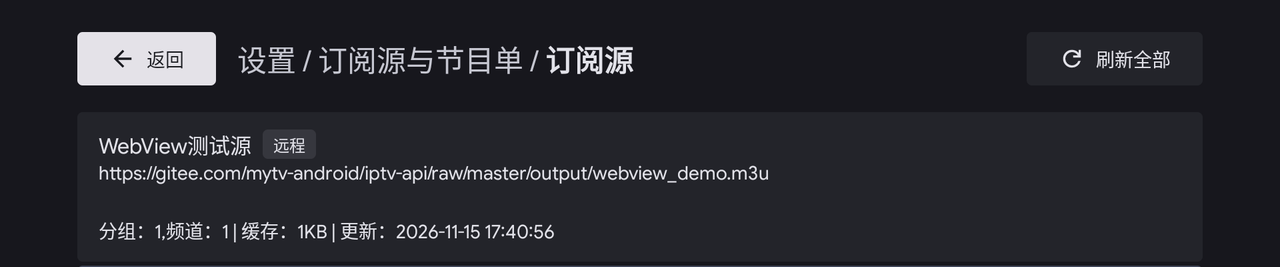 返回
设置 / 订阅源与节目单 / 订阅源
刷新全部
WebView测试源 远程
https://gitee.com/mytv-android/iptv-api/raw/master/output/webview_demo.m3u
分组：1,频道：1 | 缓存：1KB | 更新：2026-11-15 17:40:56